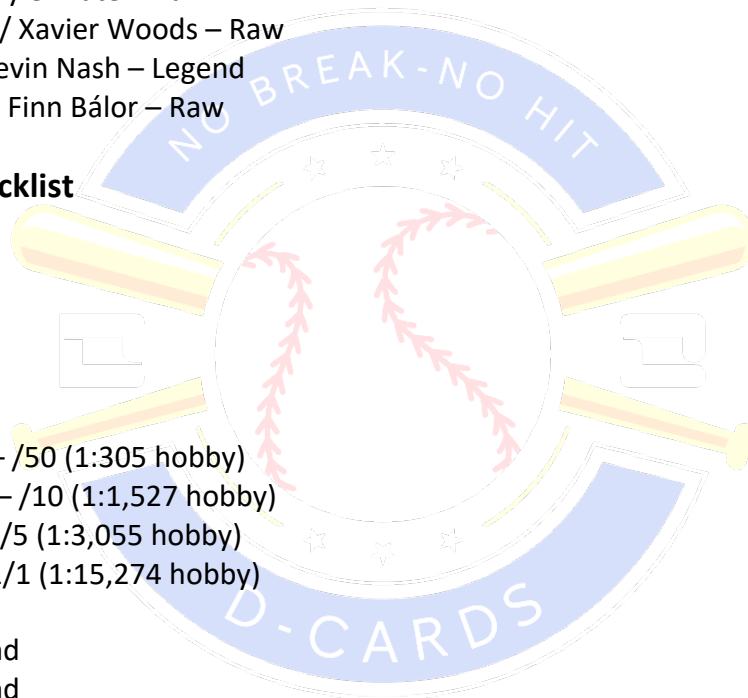 / Xavier Woods – Raw
evin Nash – Legend
Finn Bálor – Raw
NO BREAK-NO HIT
cklist
– /50 (1:305 hobby)
– /10 (1:1,527 hobby)
/5 (1:3,055 hobby)
1/1 (1:15,274 hobby)
D-CARDS
nd
nd